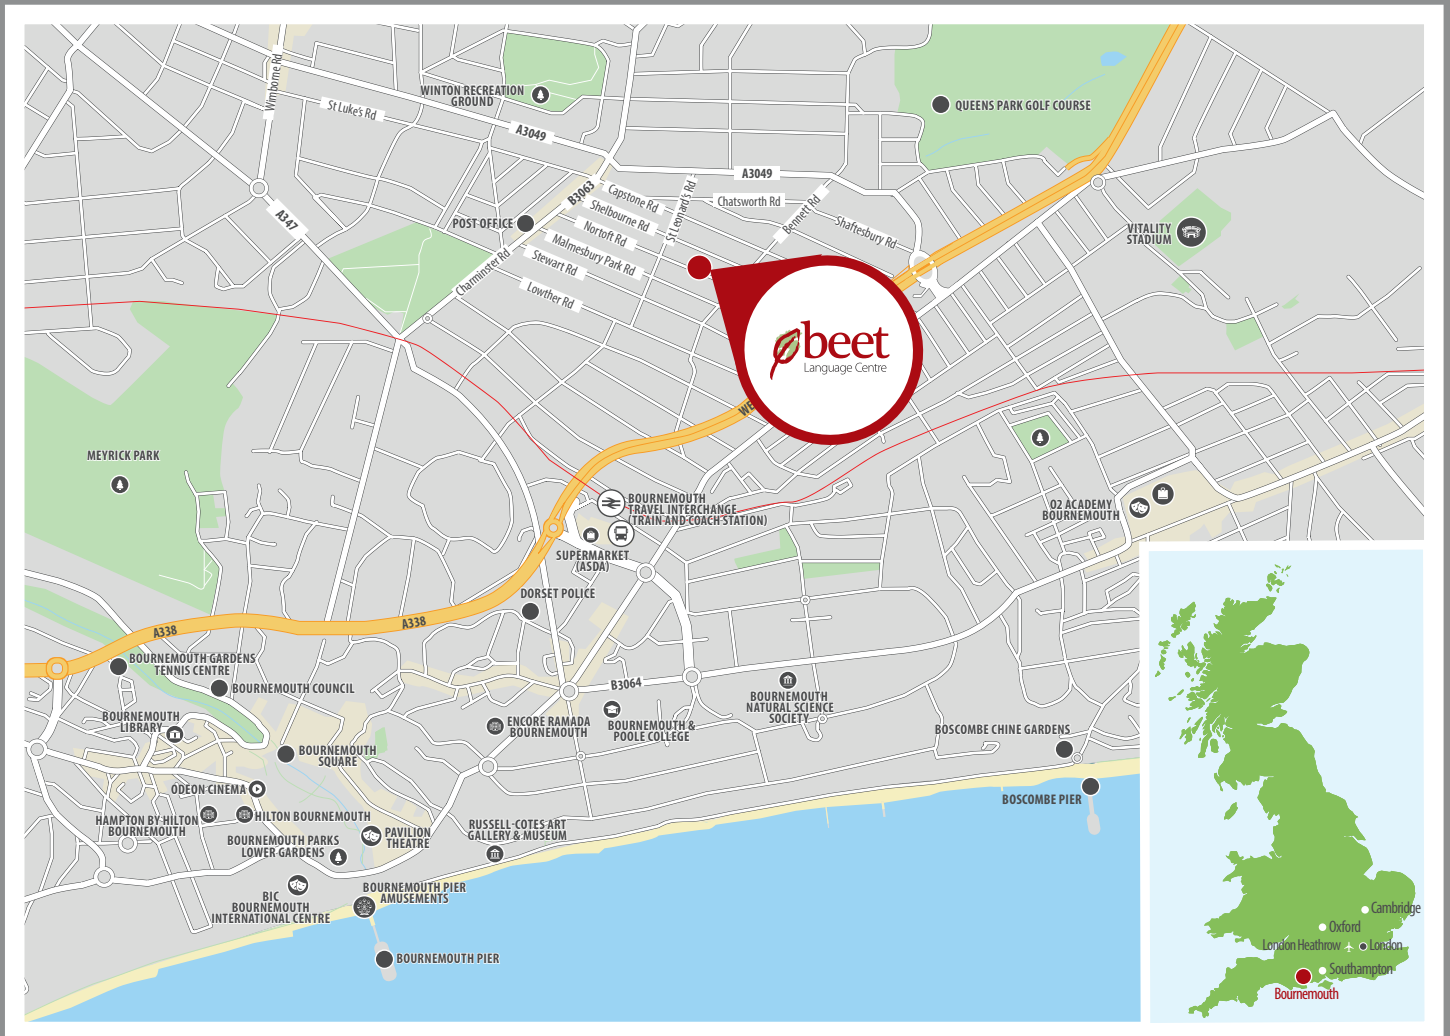 Wimborne Rd
WINTON RECREATION
GROUND
St Luke's Rd
A3049
QUEENS PARK GOLF COURSE
A3049
A347
B3063
Capstone Rd
St Leonard's Rd
Chatsworth Rd
Bennett Rd
Shelbourne Rd
Shaftesbury Rd
POST OFFICE
Nortoft Rd
Malmesbury Park Rd
Stewart Rd
Charminster Rd
Lowther Rd
VITALITY
STADIUM
beet
Language Centre
WE
MEYRICK PARK
BOURNEMOUTH
TRAVEL INTERCHANGE
(TRAIN AND COACH STATION)
O2 ACADEMY
BOURNEMOUTH
SUPERMARKET
(ASDA)
DORSET POLICE
A338
A338
BOURNEMOUTH GARDENS
TENNIS CENTRE
BOURNEMOUTH COUNCIL
B3064
BOURNEMOUTH
NATURAL SCIENCE
SOCIETY
BOURNEMOUTH
LIBRARY
ENCORE RAMADA
BOURNEMOUTH
BOURNEMOUTH &
POOLE COLLEGE
BOSCOMBE CHINE GARDENS
BOURNEMOUTH
SQUARE
ODEON CINEMA
BOSCOMBE PIER
HAMPTON BY HILTON
BOURNEMOUTH
HILTON BOURNEMOUTH
BOURNEMOUTH PARKS
LOWER GARDENS
PAVILION
THEATRE
RUSSELL-COTES ART
GALLERY & MUSEUM
BIC
BOURNEMOUTH
INTERNATIONAL CENTRE
BOURNEMOUTH PIER
AMUSEMENTS
BOURNEMOUTH PIER
Cambridge
Oxford
London Heathrow
London
Southampton
Bournemouth